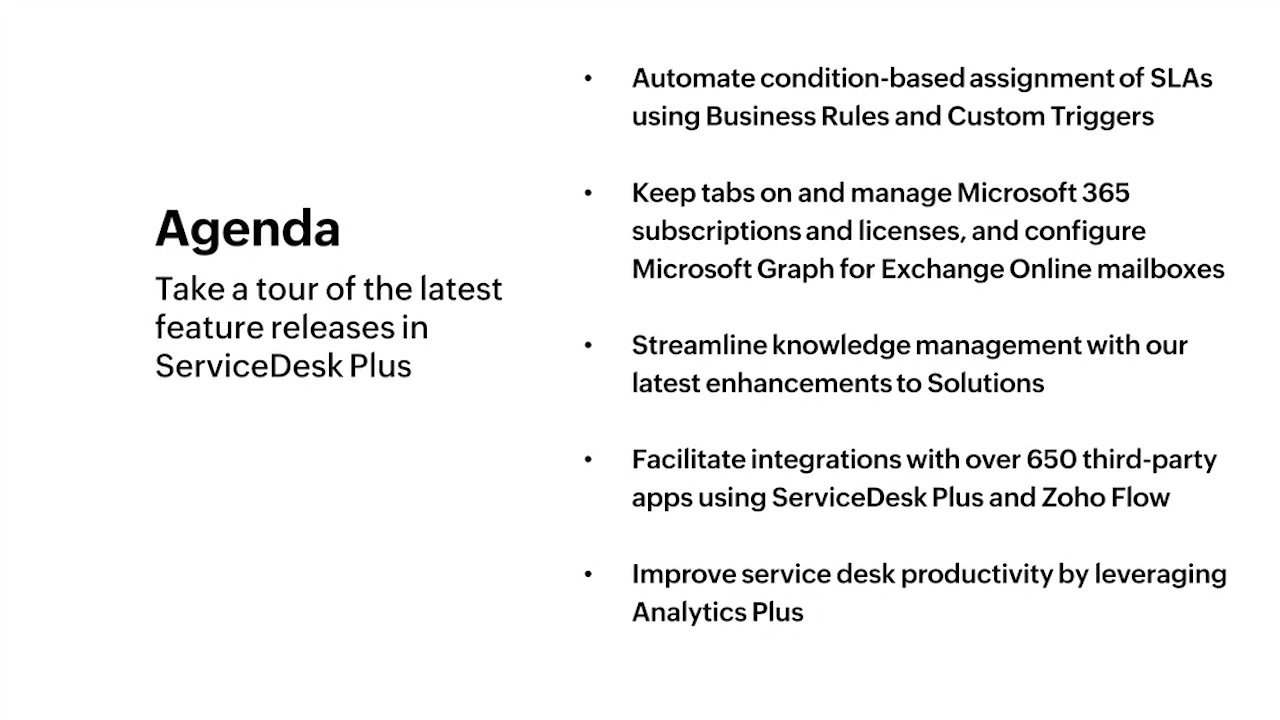 Agenda
Take a tour of the latest
feature releases in
ServiceDesk Plus
• Automate condition-based assignment of SLAs
using Business Rules and Custom Triggers
• Keep tabs on and manage Microsoft 365
subscriptions and licenses, and configure
Microsoft Graph for Exchange Online mailboxes
• Streamline knowledge management with our
latest enhancements to Solutions
• Facilitate integrations with over 650 third-party
apps using ServiceDesk Plus and Zoho Flow
• Improve service desk productivity by leveraging
Analytics Plus